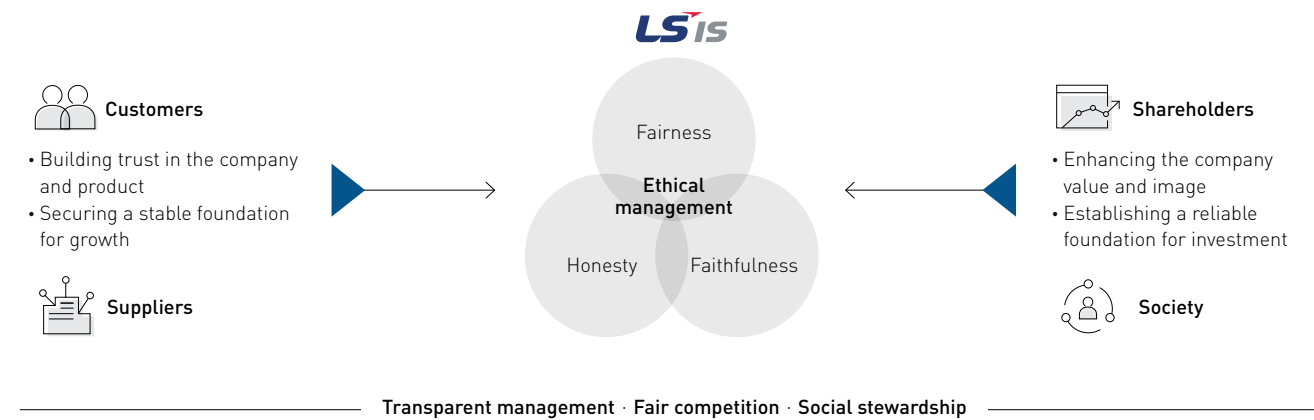 LSIS
Customers
• Building trust in the company
and product
• Securing a stable foundation
for growth
Suppliers
Fairness
Ethical
management
Honesty
Faithfulness
Shareholders
• Enhancing the company
value and image
• Establishing a reliable
foundation for investment
Society
Transparent management · Fair competition · Social stewardship